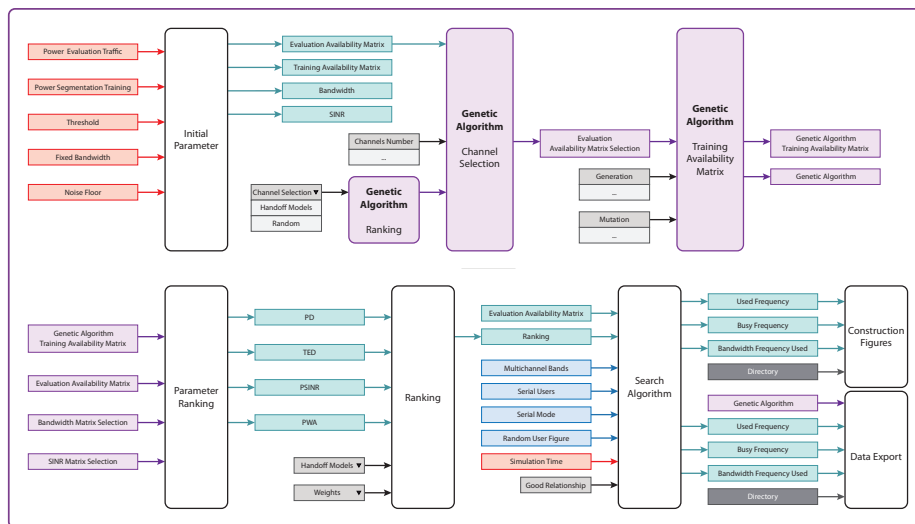 Power Evaluation Traffic
Power Segmentation Training
Threshold
Fixed Bandwidth
Noise Floor
Initial
Parameter
Evaluation Availability Matrix
Training Availability Matrix
Bandwidth
SINR
Channels Number
...
Channel Selection
Handoff Models
Random
Genetic
Algorithm
Ranking
Genetic
Algorithm
Channel
Selection
Evaluation
Availability Matrix Selection
Generation
...
Mutation
...
Genetic
Algorithm
Training
Availability
Matrix
Genetic Algorithm
Training Availability Matrix
Genetic Algorithm
Genetic Algorithm
Training Availability Matrix
Evaluation Availability Matrix
Bandwidth Matrix Selection
SINR Matrix Selection
Parameter
Ranking
PD
TED
PSINR
PWA
Handoff Models
Weights
Ranking
Evaluation Availability Matrix
Ranking
Multichannel Bands
Serial Users
Serial Mode
Random User Figure
Simulation Time
Good Relationship
Search
Algorithm
Used Frequency
Busy Frequency
Bandwidth Frequency Used
Directory
Construction
Figures
Genetic Algorithm
Used Frequency
Busy Frequency
Bandwidth Frequency Used
Directory
Data Export